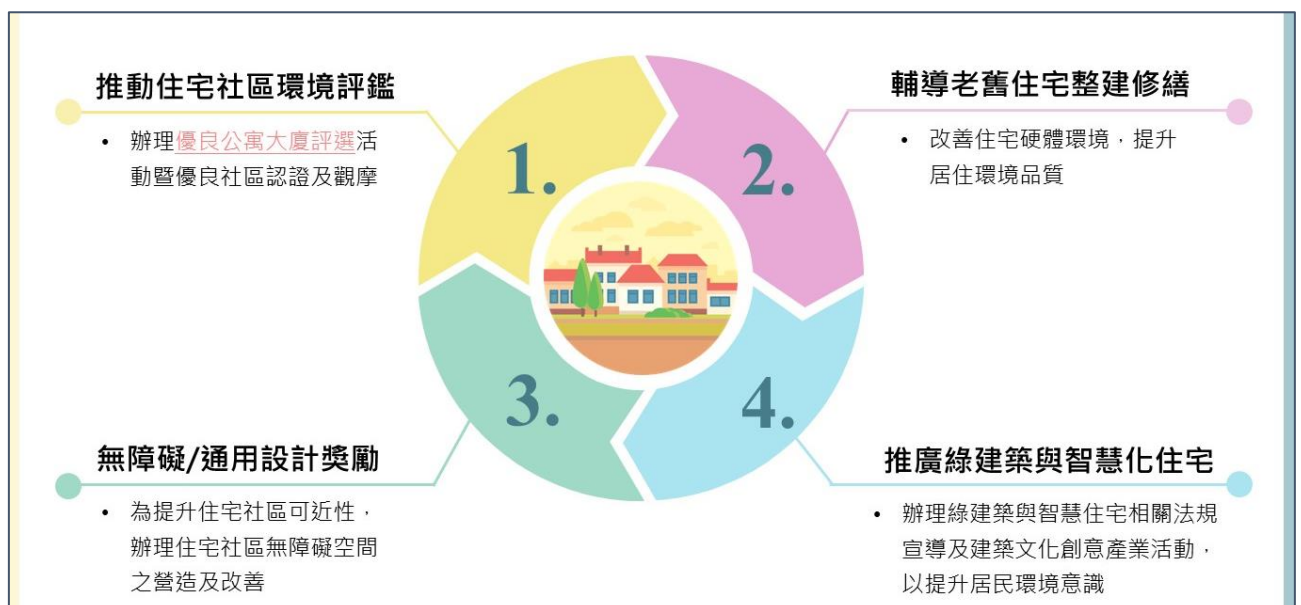 推動住宅社區環境評鑑
• 辦理優良公寓大廈評選活
動暨優良社區認證及觀摩
1.
輔導老舊住宅整建修繕
• 改善住宅硬體環境，提升
居住環境品質
2.
無障礙/通用設計獎勵
• 為提升住宅社區可近性，
辦理住宅社區無障礙空間
之營造及改善
3.
推廣綠建築與智慧化住宅
• 辦理綠建築與智慧住宅相關法規
宣導及建築文化創意產業活動，
以提升居民環境意識
4.